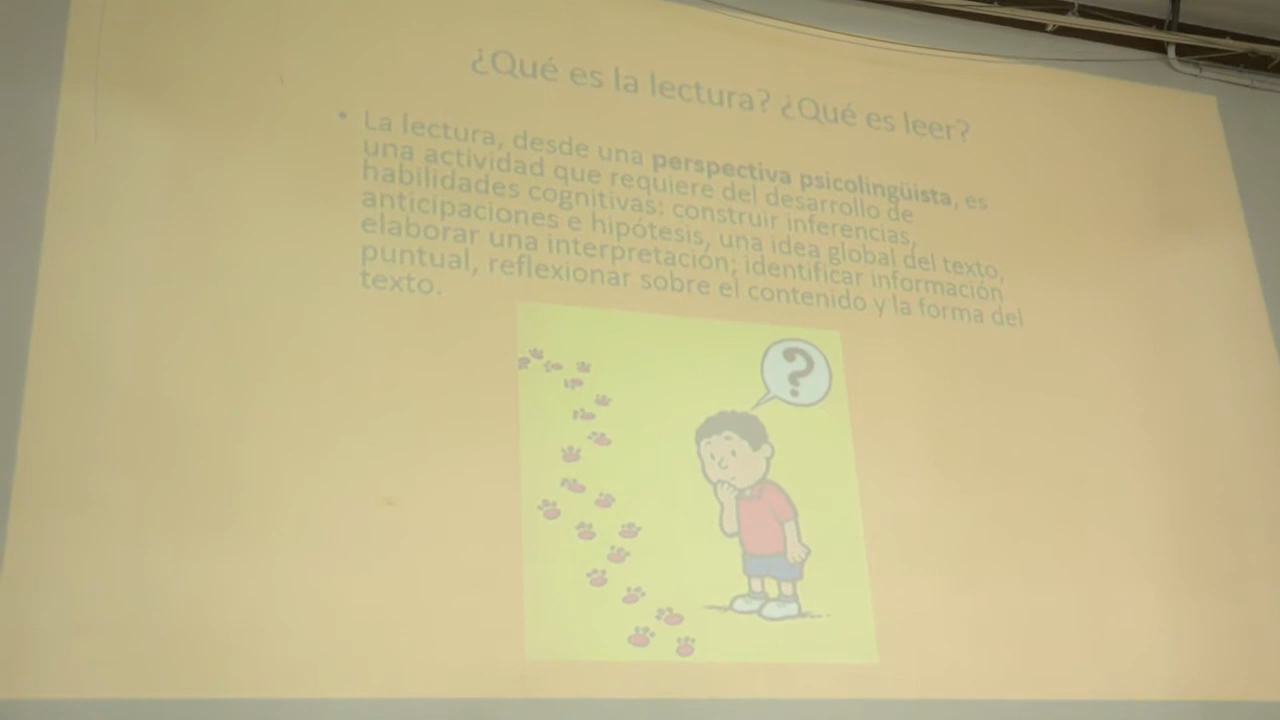 ¿Qué es la lectura? ¿Qué es leer?
• La lectura, desde una perspectiva psicolingüista, es
una actividad que requiere del desarrollo de
habilidades cognitivas: construir inferencias,
anticipaciones e hipótesis, una idea global del texto,
elaborar una interpretación; identificar información
puntual, reflexionar sobre el contenido y la forma del
texto.
?